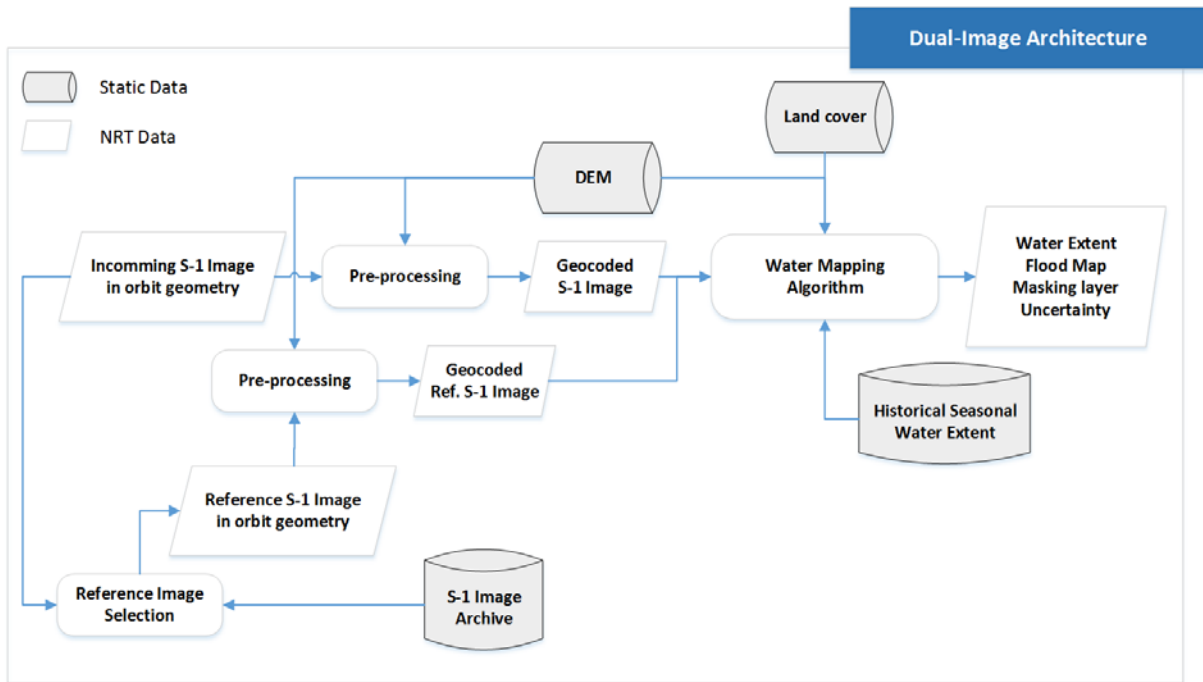 Dual-Image Architecture
Static Data
NRT Data
Land cover
DEM
Incomming S-1 Image
in orbit geometry
Pre-processing
Geocoded
S-1 Image
Water Mapping
Algorithm
Water Extent
Flood Map
Masking layer
Uncertainty
Pre-processing
Geocoded
Ref. S-1 Image
Historical Seasonal
Water Extent
Reference S-1 Image
in orbit geometry
Reference Image
Selection
S-1 Image
Archive